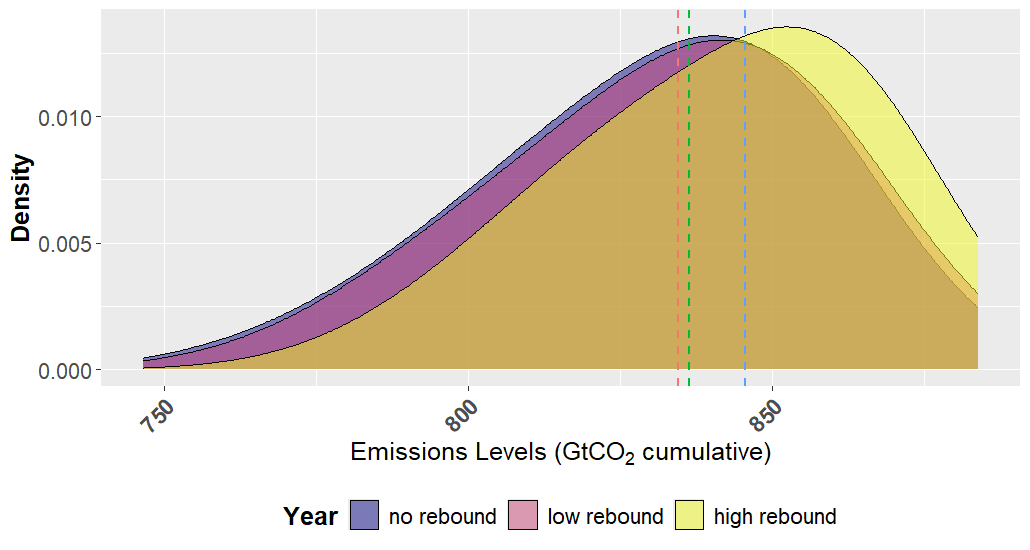 Density
0.010
0.005
0.000
750
800
850
Emissions Levels (GtCO₂ cumulative)
Year no rebound low rebound high rebound